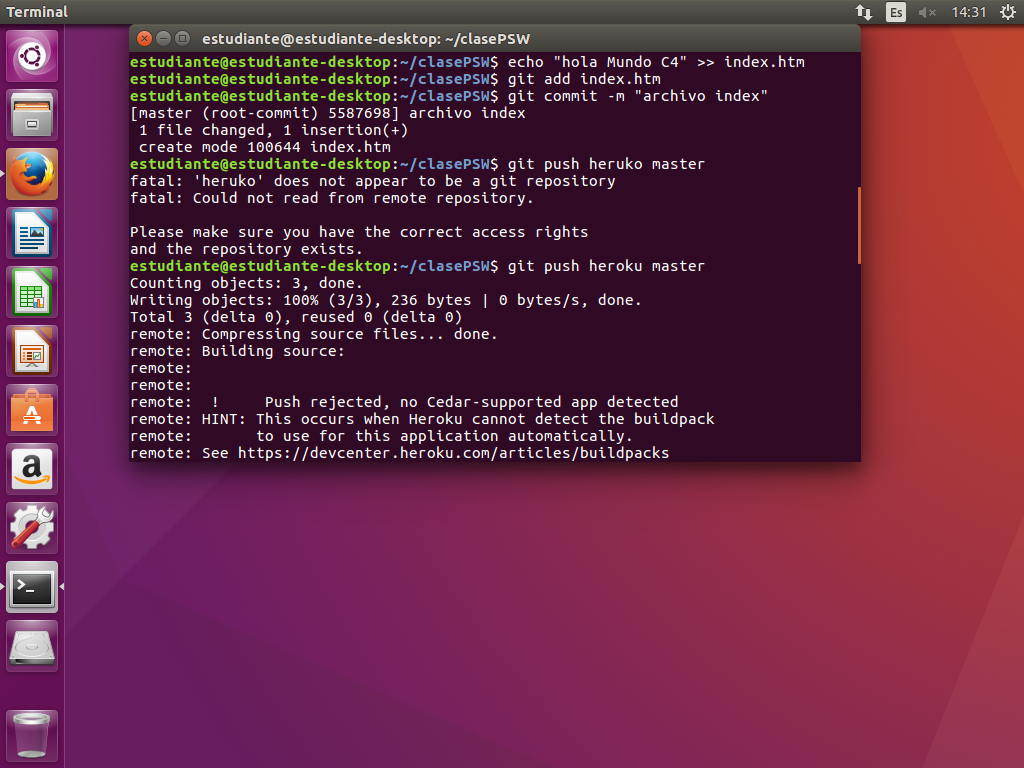 Terminal
Es
14:31
estudiante@estudiante-desktop: ~/clasePSW
estudiante@estudiante-desktop:~/clasePSW$ echo "hola Mundo C4" >> index.htm
estudiante@estudiante-desktop:~/clasePSW$ git add index.htm
estudiante@estudiante-desktop:~/clasePSW$ git commit -m "archivo index"
[master (root-commit) 5587698] archivo index
 1 file changed, 1 insertion(+)
 create mode 100644 index.htm
estudiante@estudiante-desktop:~/clasePSW$ git push heruko master
fatal: 'heruko' does not appear to be a git repository
fatal: Could not read from remote repository.

Please make sure you have the correct access rights
and the repository exists.
estudiante@estudiante-desktop:~/clasePSW$ git push heroku master
Counting objects: 3, done.
Writing objects: 100% (3/3), 236 bytes | 0 bytes/s, done.
Total 3 (delta 0), reused 0 (delta 0)
remote: Compressing source files... done.
remote: Building source:
remote:
remote:
remote:  !     Push rejected, no Cedar-supported app detected
remote: HINT: This occurs when Heroku cannot detect the buildpack
remote:       to use for this application automatically.
remote: See https://devcenter.heroku.com/articles/buildpacks